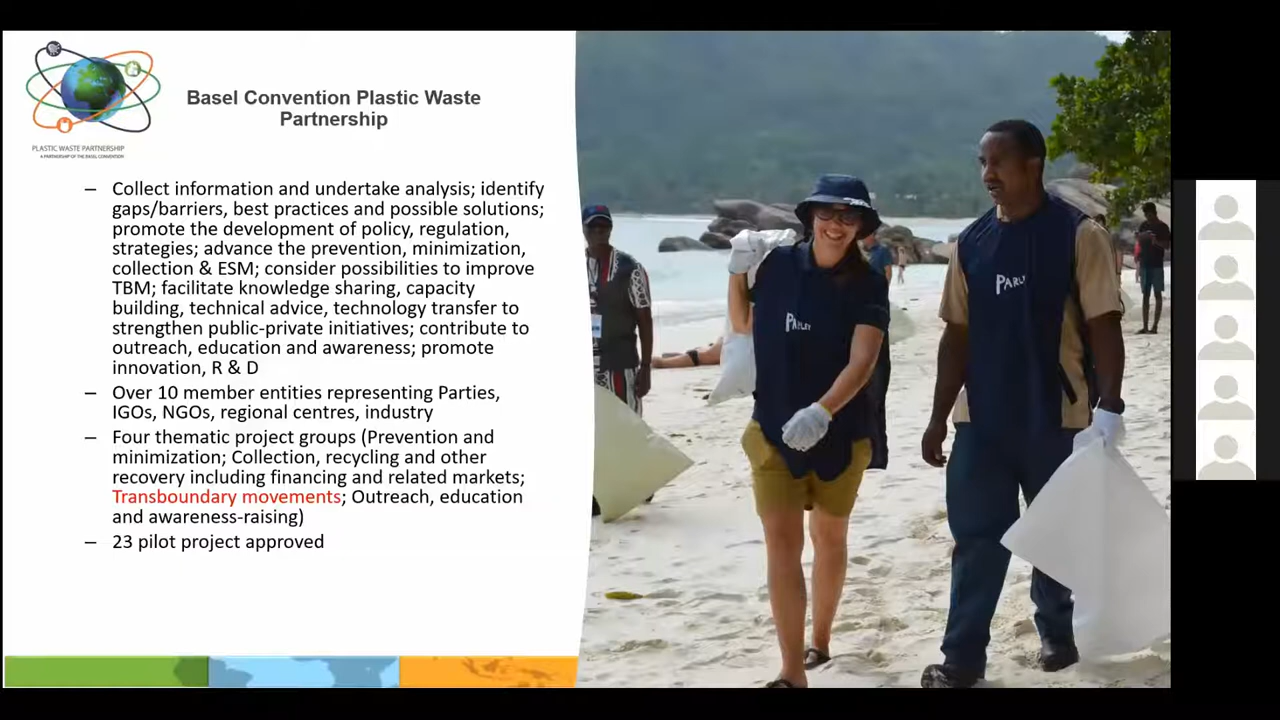 Basel Convention Plastic Waste
Partnership
PLASTIC WASTE PARTNERSHIP
A PARTNERSHIP OF THE BASEL CONVENTION
– Collect information and undertake analysis; identify
gaps/barriers, best practices and possible solutions;
promote the development of policy, regulation,
strategies; advance the prevention, minimization,
collection & ESM; consider possibilities to improve
TBM; facilitate knowledge sharing, capacity
building, technical advice, technology transfer to
strengthen public-private initiatives; contribute to
outreach, education and awareness; promote
innovation, R & D
– Over 10 member entities representing Parties,
IGOs, NGOs, regional centres, industry
– Four thematic project groups (Prevention and
minimization; Collection, recycling and other
recovery including financing and related markets;
Transboundary movements; Outreach, education
and awareness-raising)
– 23 pilot project approved
PARLEY